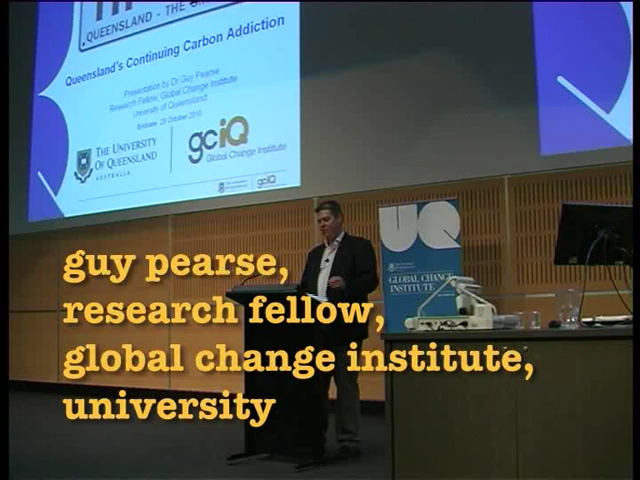 QUEENSLAND - THE
Queensland's Continuing Carbon Addiction
Presentation by Dr Guy Pearse
Research Fellow, Global Change Institute
University of Queensland
Brisbane 29 October 2010
THE UNIVERSITY
OF QUEENSLAND
AUSTRALIA
gciQ
Global Change Institute
gciQ
UQ
GLOBAL CHANGE
INSTITUTE
guy pearse,
research fellow,
global change institute,
university